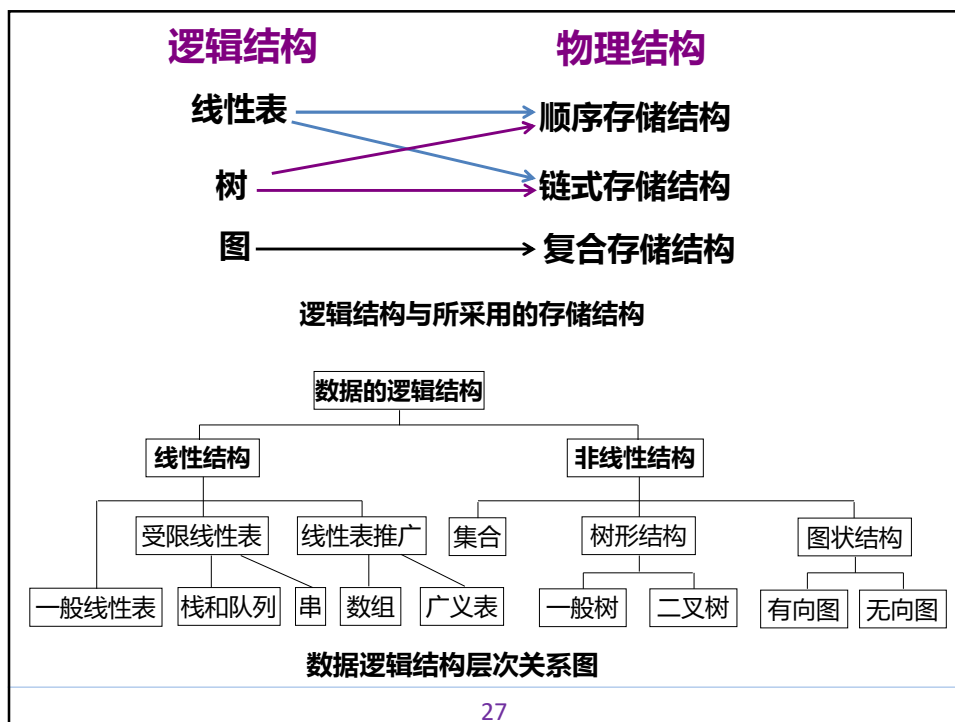 逻辑结构 物理结构
线性表 顺序存储结构
树 链式存储结构
图 复合存储结构
逻辑结构与所采用的存储结构
数据的逻辑结构
线性结构 非线性结构
受限线性表 线性表推广 集合 树形结构 图状结构
一般线性表 栈和队列 串 数组 广义表 一般树 二叉树 有向图 无向图
数据逻辑结构层次关系图
27